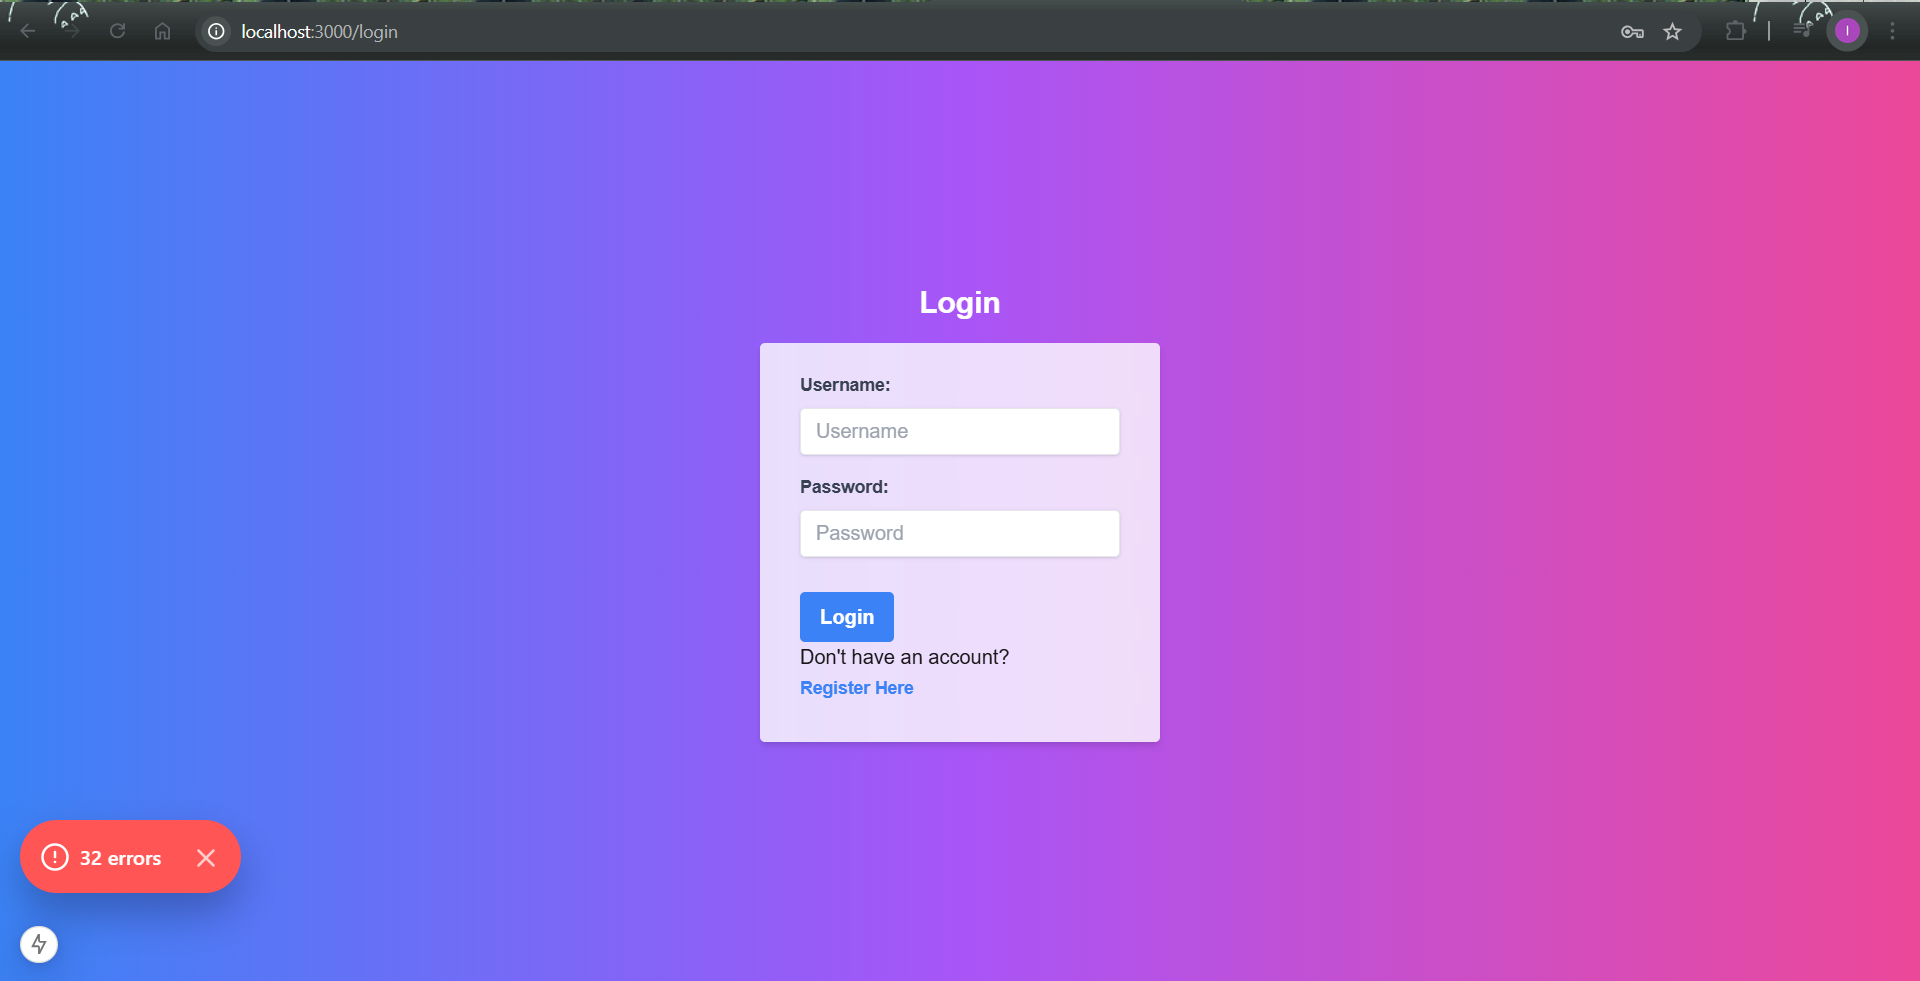 localhost:3000/login
I
Login
Username:
Username
Password:
Password
Login
Don't have an account?
Register Here
32 errors